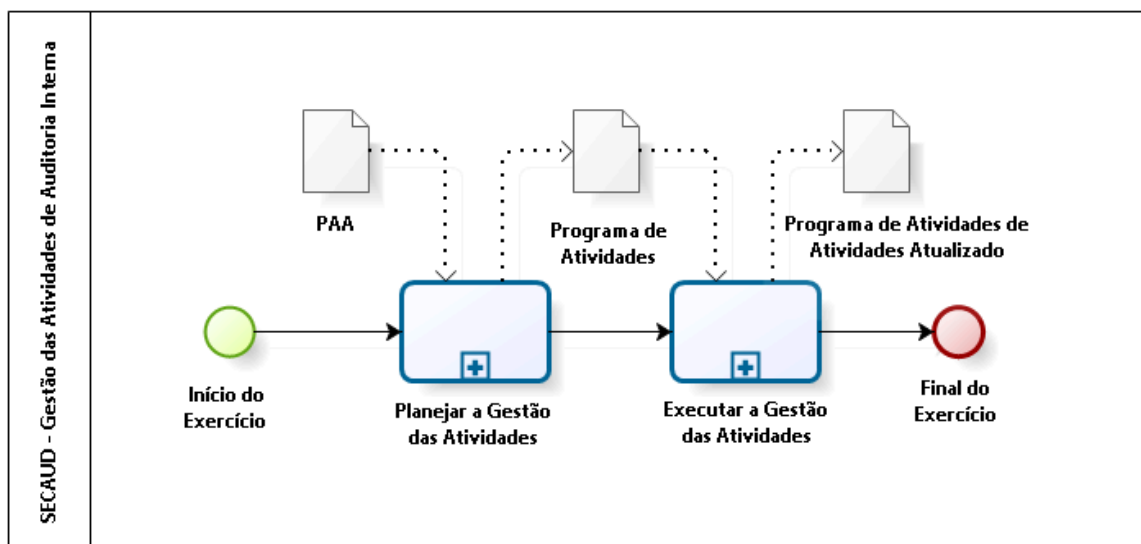 SECAUD - Gestão das Atividades de Auditoria Interna
PAA
Programa de
Atividades
Programa de Atividades de
Atividades Atualizado
Início do
Exercício
Planejar a Gestão
das Atividades
Executar a Gestão
das Atividades
Final do
Exercício